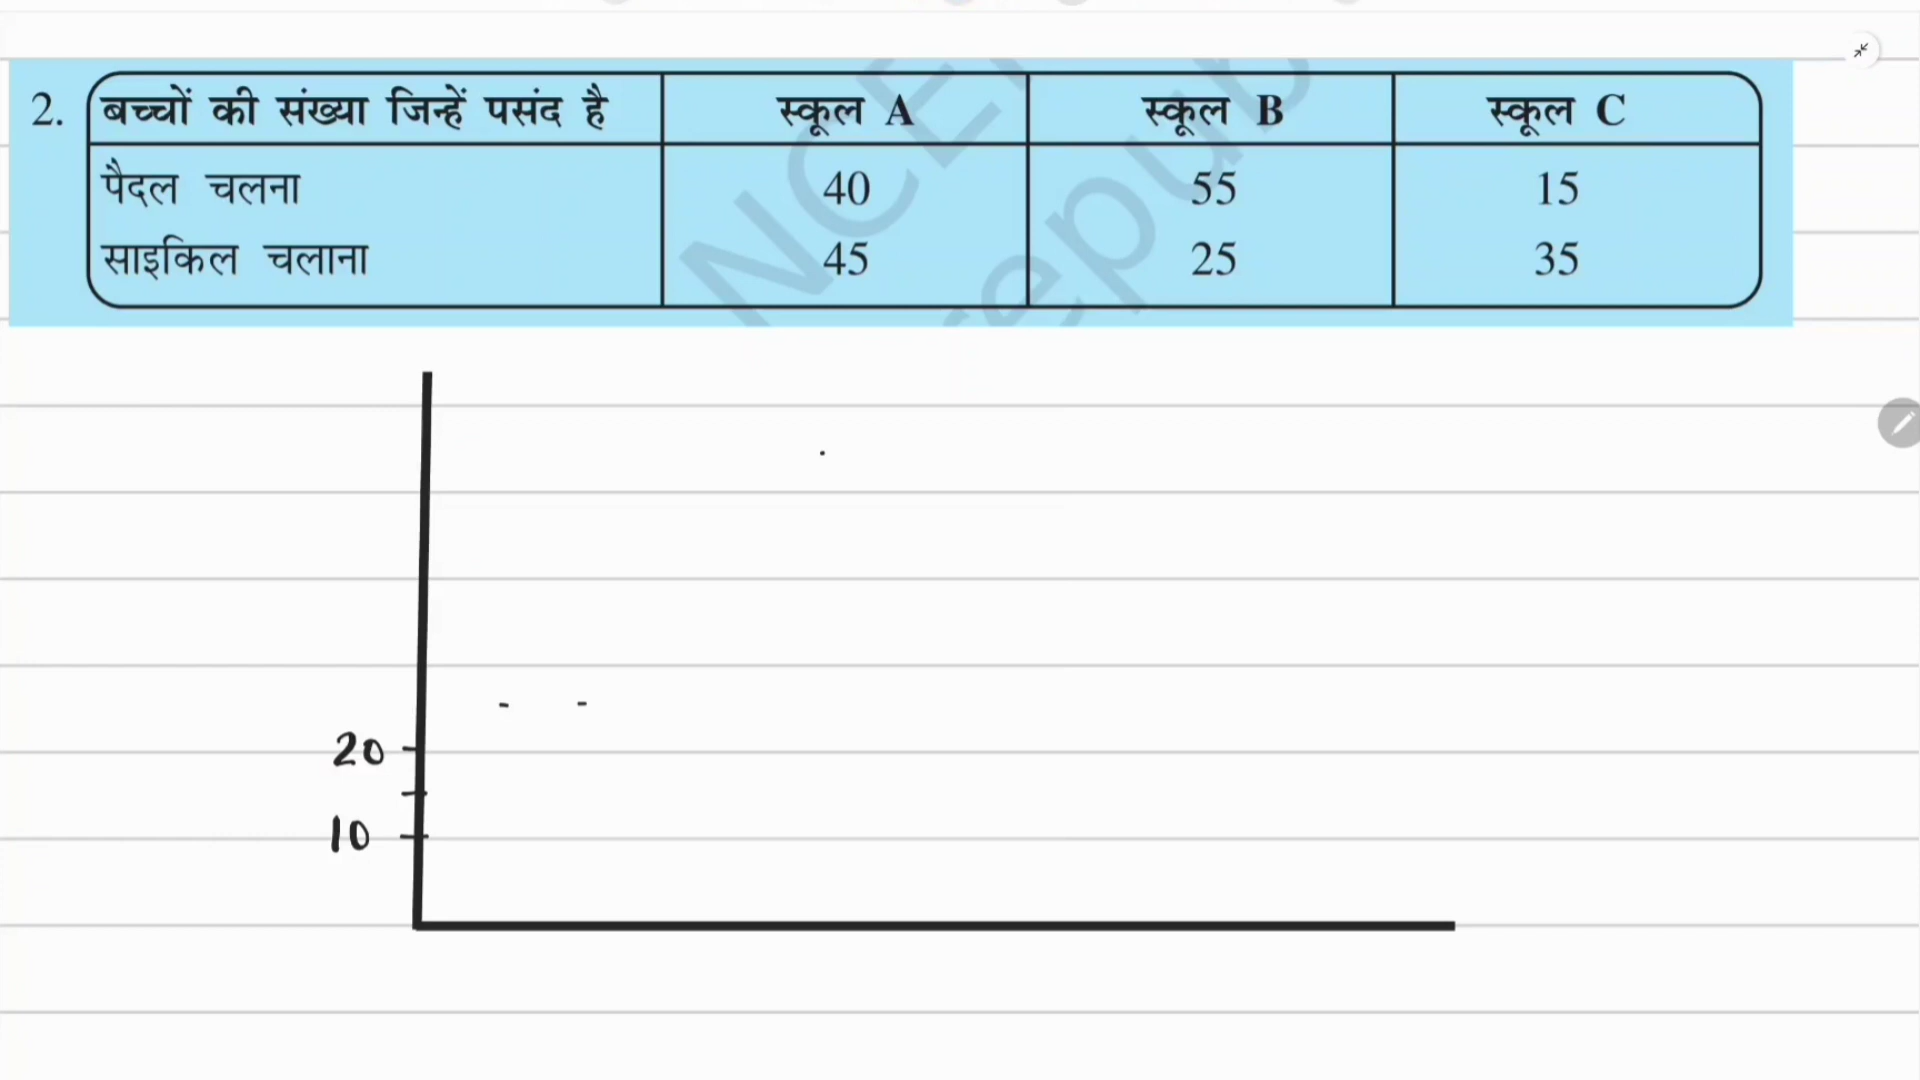 2. बच्चों की संख्या जिन्हें पसंद है स्कूल A स्कूल B स्कूल C
पैदल चलना 40 55 15
साइकिल चलाना 45 25 35
20
10